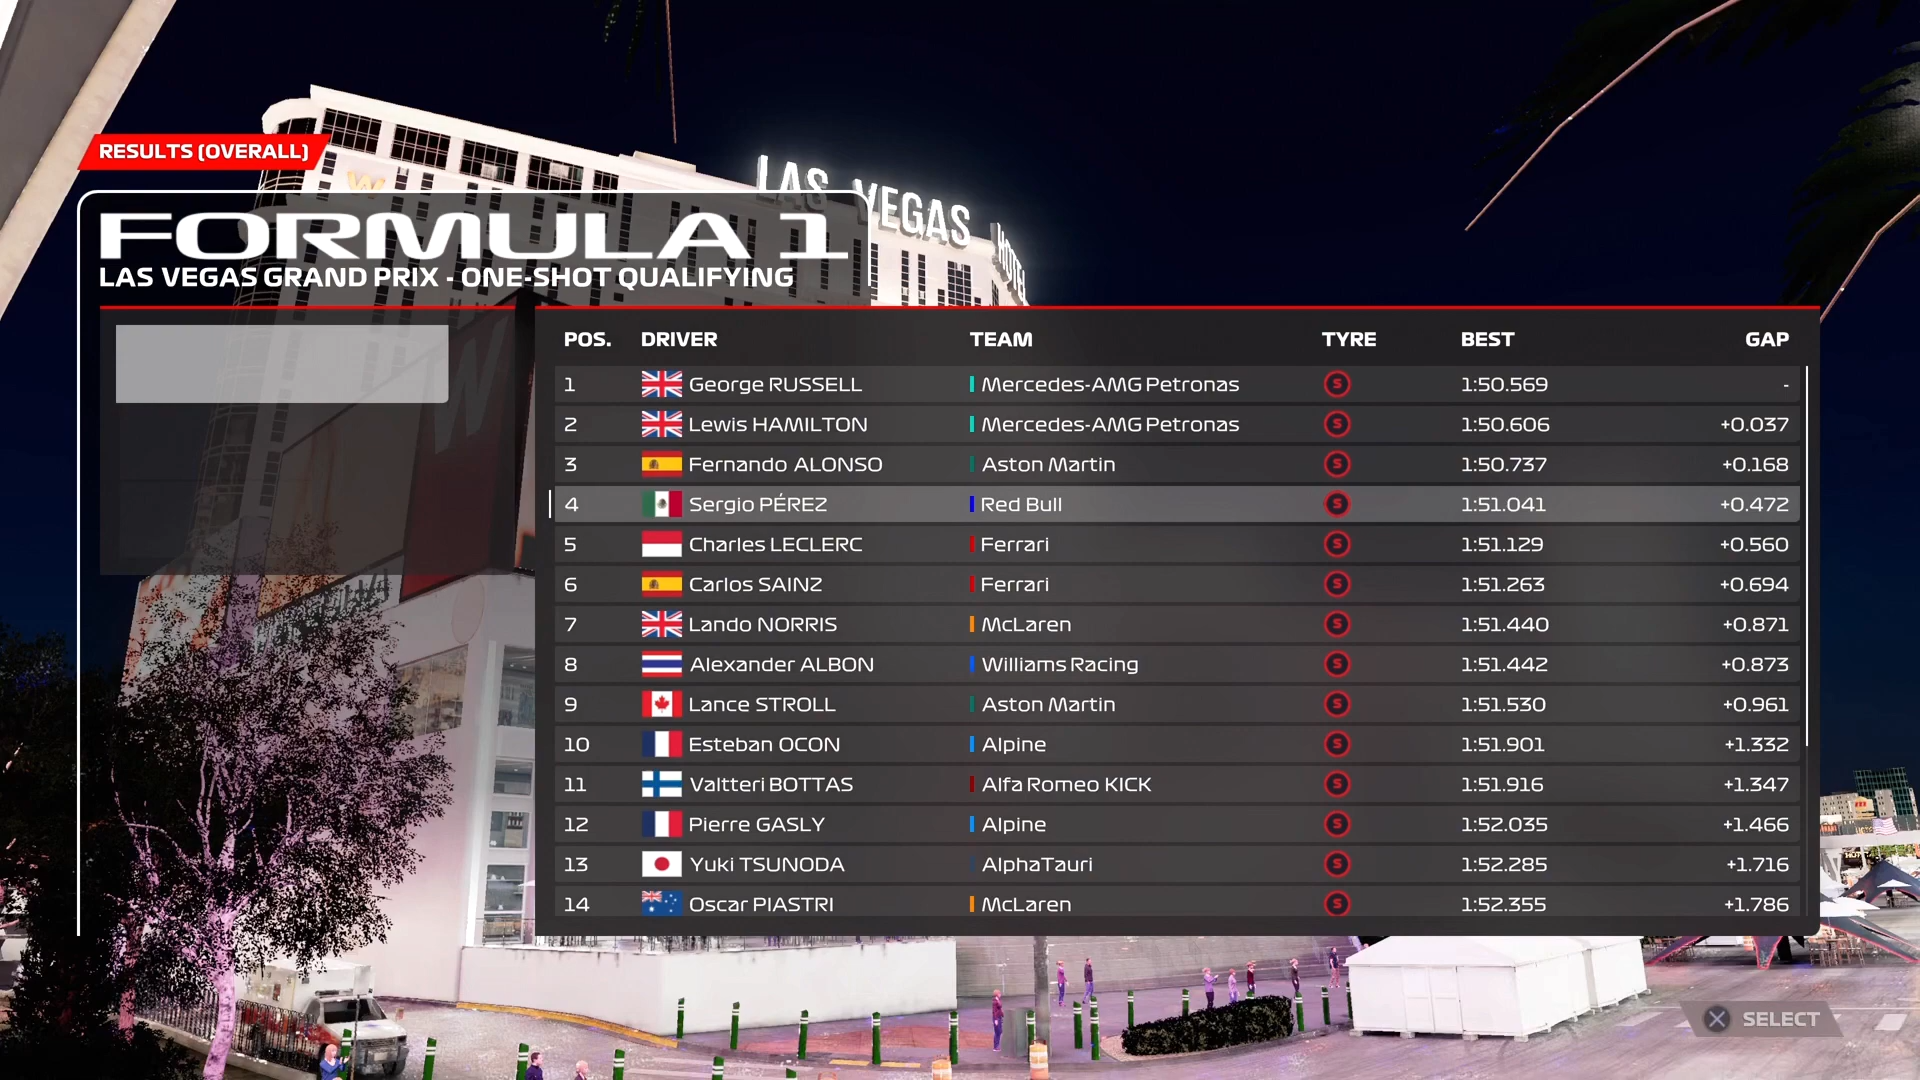 RESULTS (OVERALL)
LAS VEGAS HOTEL
FORMULA 1
LAS VEGAS GRAND PRIX - ONE-SHOT QUALIFYING
POS. DRIVER TEAM TYRE BEST GAP
1 George RUSSELL Mercedes-AMG Petronas S 1:50.569 -
2 Lewis HAMILTON Mercedes-AMG Petronas S 1:50.606 +0.037
3 Fernando ALONSO Aston Martin S 1:50.737 +0.168
4 Sergio PÉREZ Red Bull S 1:51.041 +0.472
5 Charles LECLERC Ferrari S 1:51.129 +0.560
6 Carlos SAINZ Ferrari S 1:51.263 +0.694
7 Lando NORRIS McLaren S 1:51.440 +0.871
8 Alexander ALBON Williams Racing S 1:51.442 +0.873
9 Lance STROLL Aston Martin S 1:51.530 +0.961
10 Esteban OCON Alpine S 1:51.901 +1.332
11 Valtteri BOTTAS Alfa Romeo KICK S 1:51.916 +1.347
12 Pierre GASLY Alpine S 1:52.035 +1.466
13 Yuki TSUNODA AlphaTauri S 1:52.285 +1.716
14 Oscar PIASTRI McLaren S 1:52.355 +1.786
SELECT